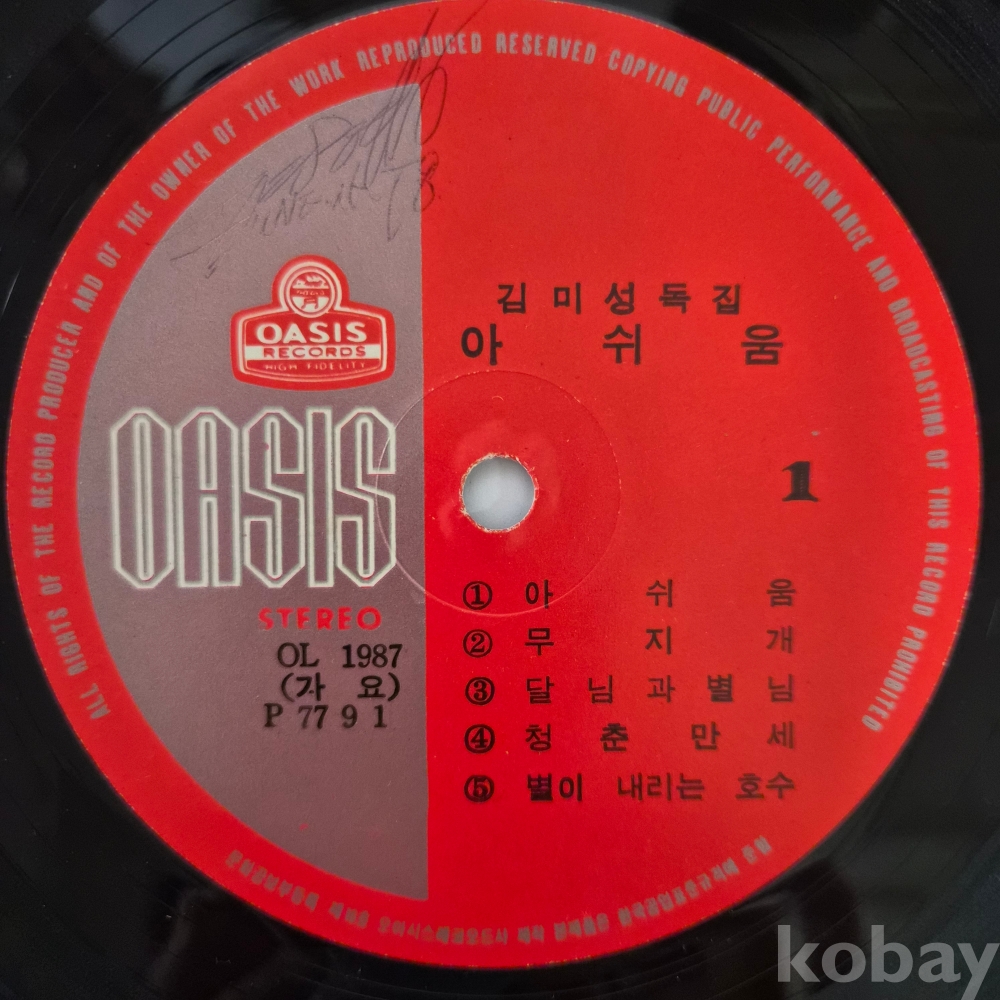 ALL RIGHTS OF THE RECORD PRODUCER AND OF THE OWNER OF THE WORK REPRODUCED RESERVED COPYING PUBLIC PERFORMANCE AND BROADCASTING OF THIS RECORD PROHIBITED
OASIS
RECORDS
HIGH FIDELITY
OASIS
STEREO
OL 1987
(가 요)
P 77 9 1
김 미 성 독 집
아 쉬 움
1
① 아 쉬 움
② 무 지 개
③ 달 님 과 별 님
④ 청 춘 만 세
⑤ 별이 내리는 호수
kobay